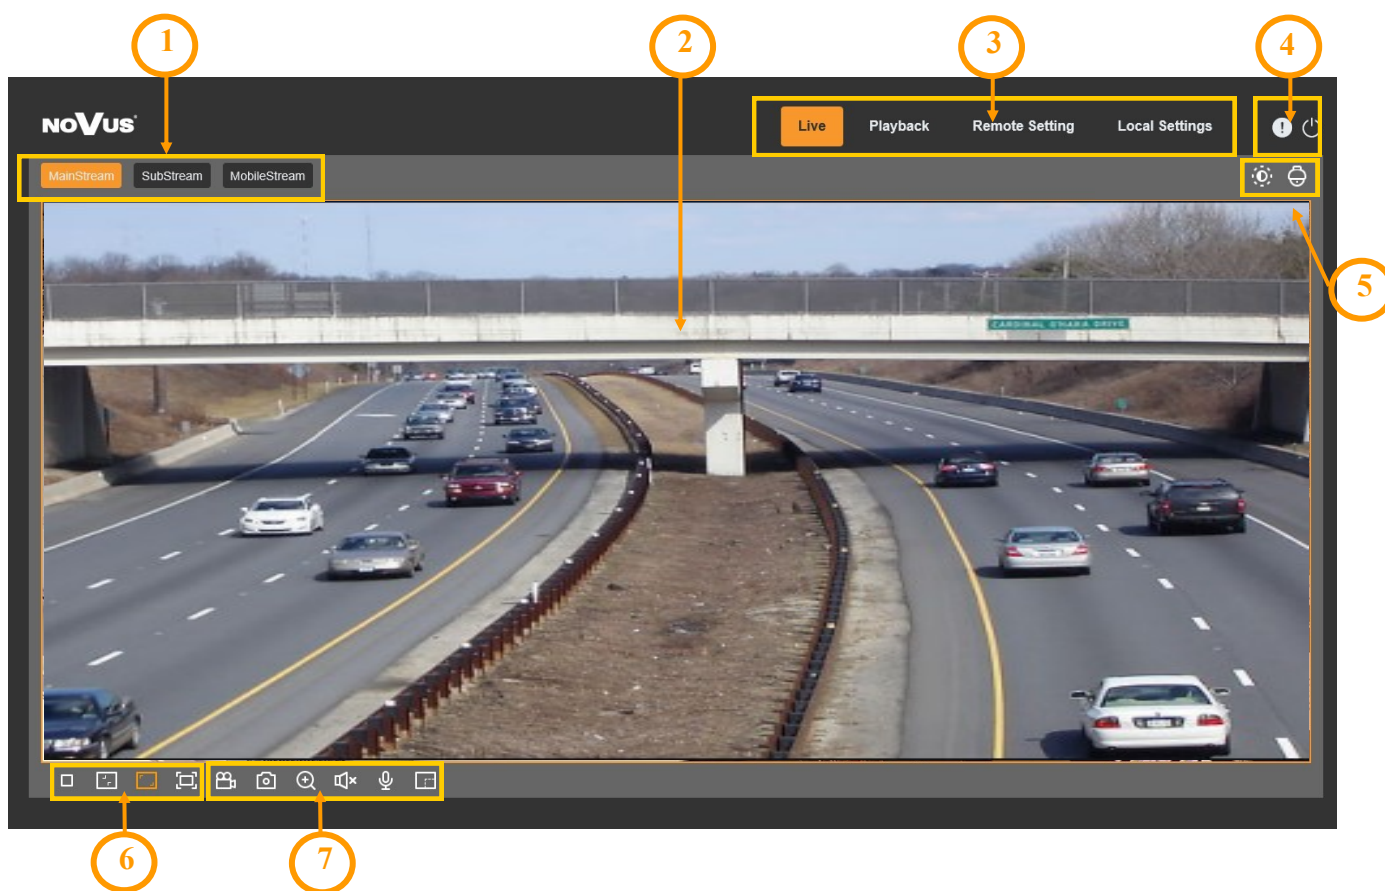 1
2
3
4
NOVUS
Live Playback Remote Setting Local Settings
MainStream SubStream MobileStream
CARDINAL O'HARA DRIVE
5
6
7